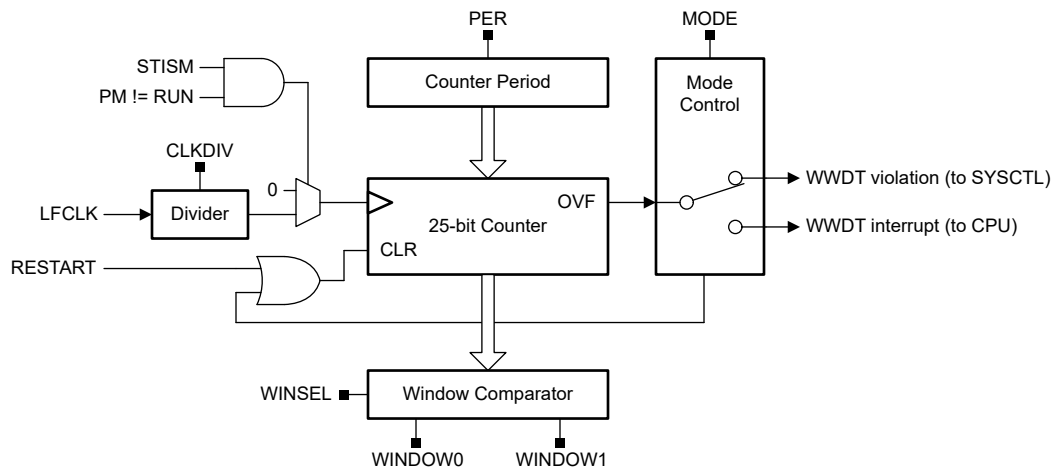 PER
MODE
STISM
PM != RUN
Counter Period
Mode
Control
CLKDIV
0
LFCLK
Divider
25-bit Counter
OVF
CLR
WWDT violation (to SYSCTL)
WWDT interrupt (to CPU)
RESTART
WINSEL
Window Comparator
WINDOW0
WINDOW1